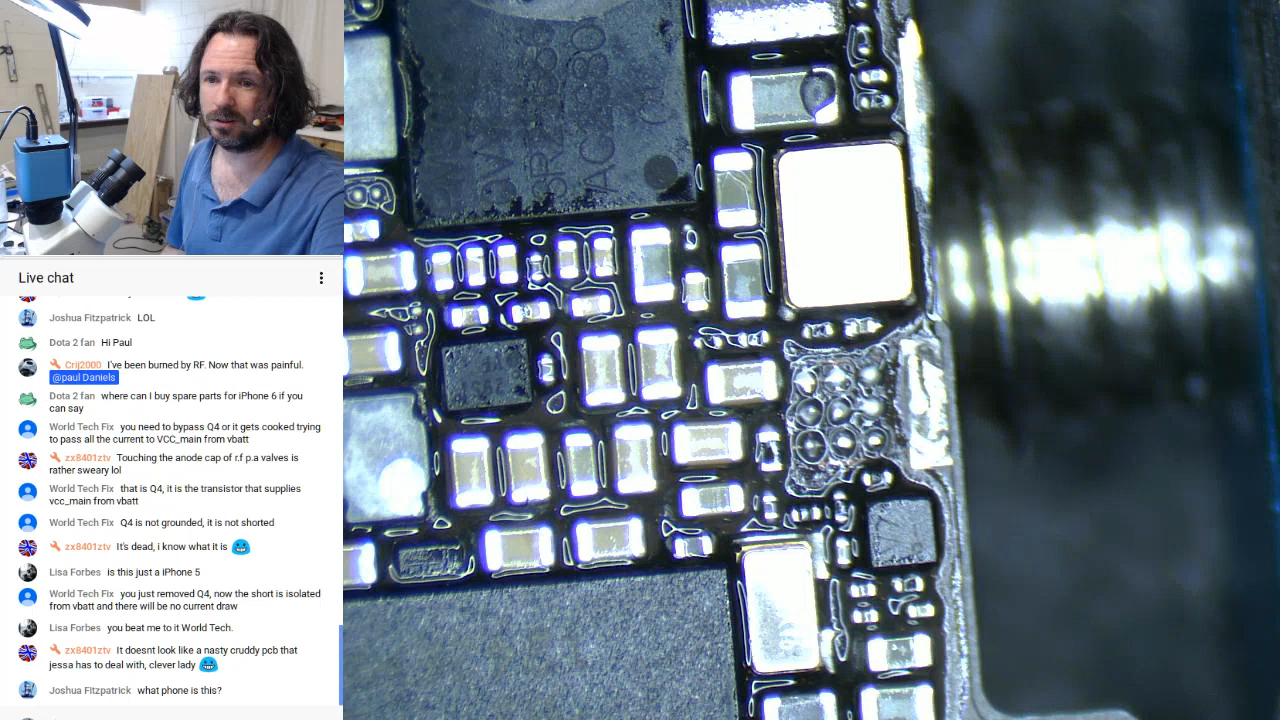 Live chat
Joshua Fitzpatrick LOL
Dota 2 fan Hi Paul
Crij2000 I've been burned by RF. Now that was painful.
@paul Daniels
Dota 2 fan where can I buy spare parts for iPhone 6 if you
can say
World Tech Fix you need to bypass Q4 or it gets cooked trying
to pass all the current to VCC_main from vbatt
zx8401ztv Touching the anode cap of r.f p.a valves is
rather sweary lol
World Tech Fix that is Q4, it is the transistor that supplies
vcc_main from vbatt
World Tech Fix Q4 is not grounded, it is not shorted
zx8401ztv It's dead, i know what it is
Lisa Forbes is this just a iPhone 5
World Tech Fix you just removed Q4, now the short is isolated
from vbatt and there will be no current draw
Lisa Forbes you beat me to it World Tech.
zx8401ztv It doesnt look like a nasty cruddy pcb that
jessa has to deal with, clever lady
Joshua Fitzpatrick what phone is this?